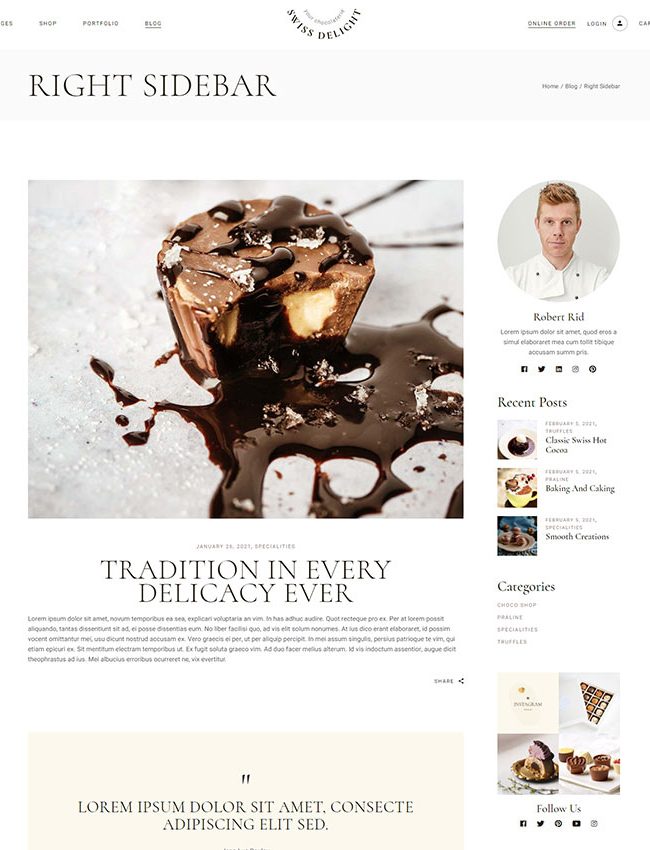 GES
SHOP
PORTFOLIO
BLOG
your chocolaterie
SWISS DELIGHT
ONLINE ORDER
LOGIN
CAR
RIGHT SIDEBAR
Home / Blog / Right Sidebar
Robert Rid
Lorem ipsum dolor sit amet, quod eros a
simul elaboraret mea cum tollit tibique
accusam summ pris.
Recent Posts
FEBRUARY 5, 2021,
TRUFFLES
Classic Swiss Hot
Cocoa
FEBRUARY 5, 2021,
PRALINE
Baking And Caking
FEBRUARY 5, 2021,
SPECIALITIES
Smooth Creations
Categories
CHOCO SHOP
PRALINE
SPECIALITIES
TRUFFLES
INSTAGRAM
Follow Us
JANUARY 26, 2021, SPECIALITIES
TRADITION IN EVERY
DELICACY EVER
Lorem ipsum dolor sit amet, novum temporibus ea sea, explicari voluptaria an vim. In has adhuc audire. Quot recteque pro ex. Per at lorem possit
aliquando, tantas dissentiunt sit ad, ei posse dissentias eum. No liber facilisi quo, ad vis elit solum nonumes. At ius dico erant elaboraret, id possim
vocent omittantur mei, usu dicunt nostrud accusam ex. Vero graecis ei per, ut per aliquip percipit. In mei assum singulis, persius patrioque te vim, qui
etiam epicuri ex. Sit menytum electram temporibus ut. Ex fugit soluta graeco vim. Ad duo facer melius alterum. Id vis indoctum assentior, augue dicit
theophrastus ad ius. Mei albucius erroribus ocurreret ne, vix evertitur.
SHARE
"
LOREM IPSUM DOLOR SIT AMET, CONSECTE
ADIPISCING ELIT SED.